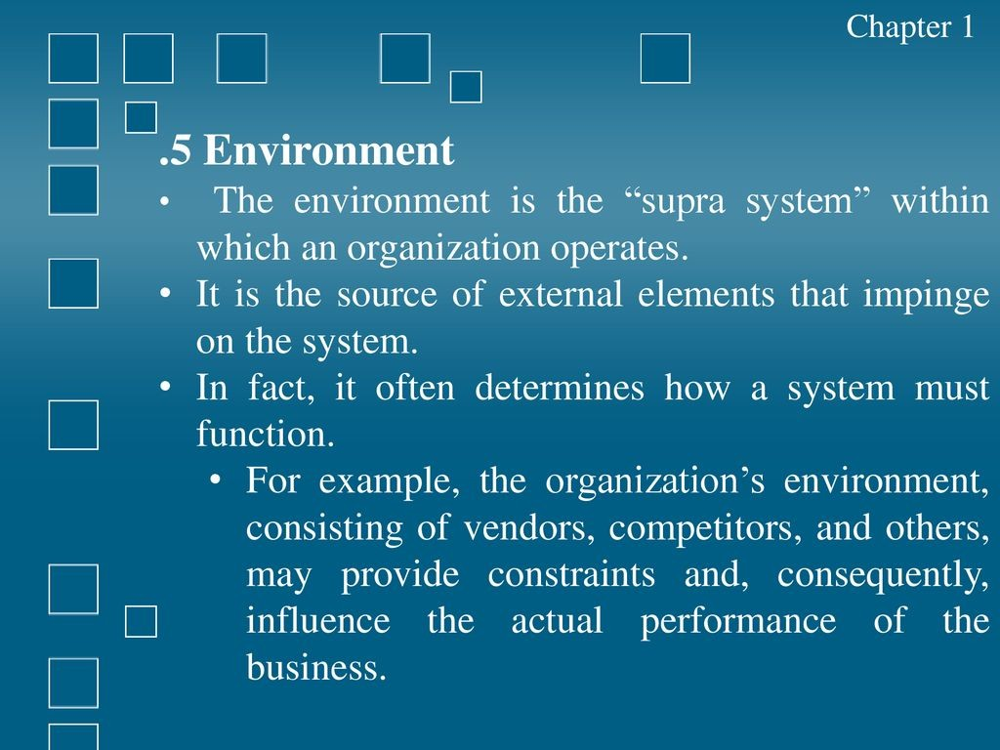 Chapter 1
.5 Environment
• The environment is the “supra system” within
which an organization operates.
• It is the source of external elements that impinge
on the system.
• In fact, it often determines how a system must
function.
• For example, the organization’s environment,
consisting of vendors, competitors, and others,
may provide constraints and, consequently,
influence the actual performance of the
business.